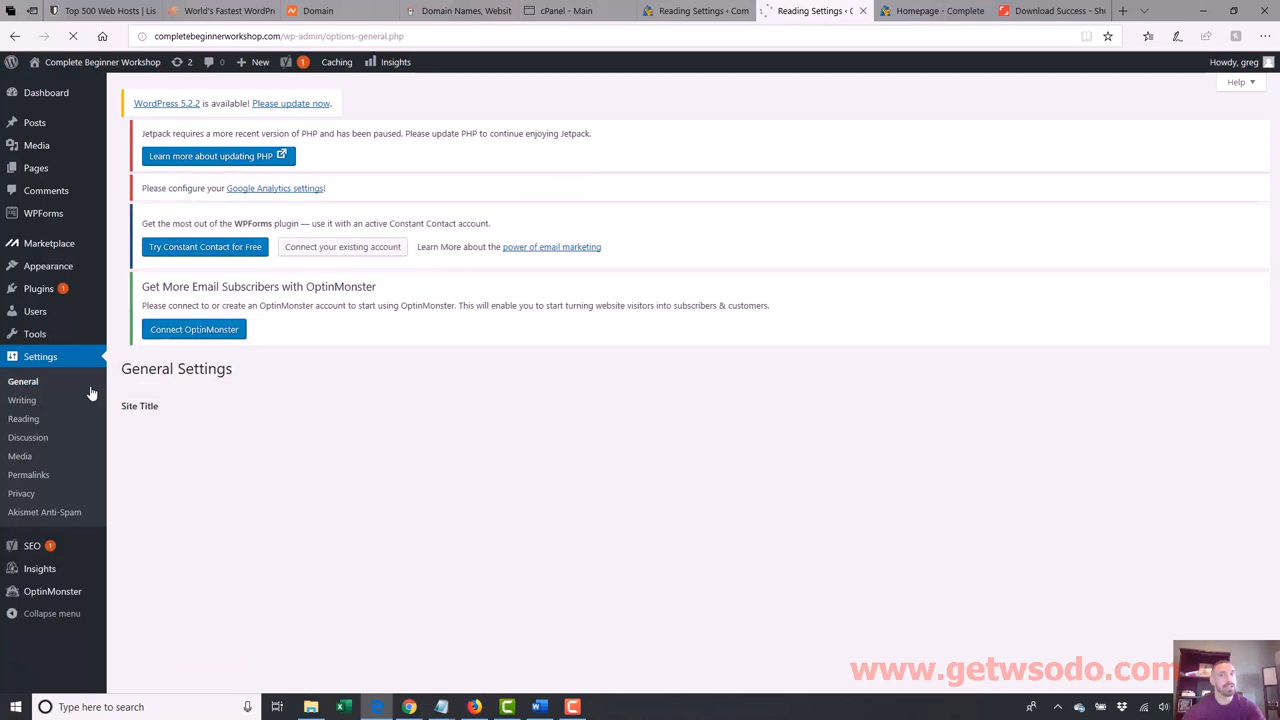 Top 500 Web Hosts | Lis
World's Fastest WordPre
Domain
Domain Names, Websit
cPanel - Main
Reading Settings ‹ Com
Reading Settings ‹ C
Homepage - Complete
Download Success - Shu
completebeginnerworkshop.com/wp-admin/options-general.php
Complete Beginner Workshop
2
0
New
1
Caching
Insights
Howdy, greg
Help
Dashboard
Posts
Media
Pages
Comments
WPForms
Marketplace
Appearance
Plugins 1
Users
Tools
Settings
General
Writing
Reading
Discussion
Media
Permalinks
Privacy
Akismet Anti-Spam
SEO 1
Insights
OptinMonster
Collapse menu
WordPress 5.2.2 is available! Please update now.
Jetpack requires a more recent version of PHP and has been paused. Please update PHP to continue enjoying Jetpack.
Learn more about updating PHP
Please configure your Google Analytics settings!
Get the most out of the WPForms plugin — use it with an active Constant Contact account.
Try Constant Contact for Free
Connect your existing account
Learn More about the power of email marketing
Get More Email Subscribers with OptinMonster
Please connect to or create an OptinMonster account to start using OptinMonster. This will enable you to start turning website visitors into subscribers & customers.
Connect OptinMonster
General Settings
Site Title
www.getwsodo.com
Type here to search